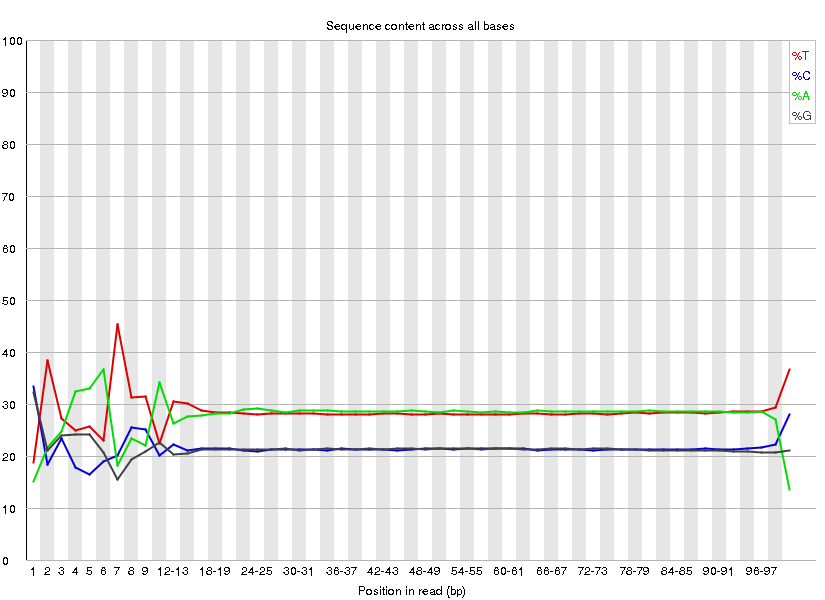 Sequence content across all bases
100
90
80
70
60
50
40
30
20
10
0
%T
%C
%A
%G
1 2 3 4 5 6 7 8 9 12-13 18-19 24-25 30-31 36-37 42-43 48-49 54-55 60-61 66-67 72-73 78-79 84-85 90-91 96-97
Position in read (bp)